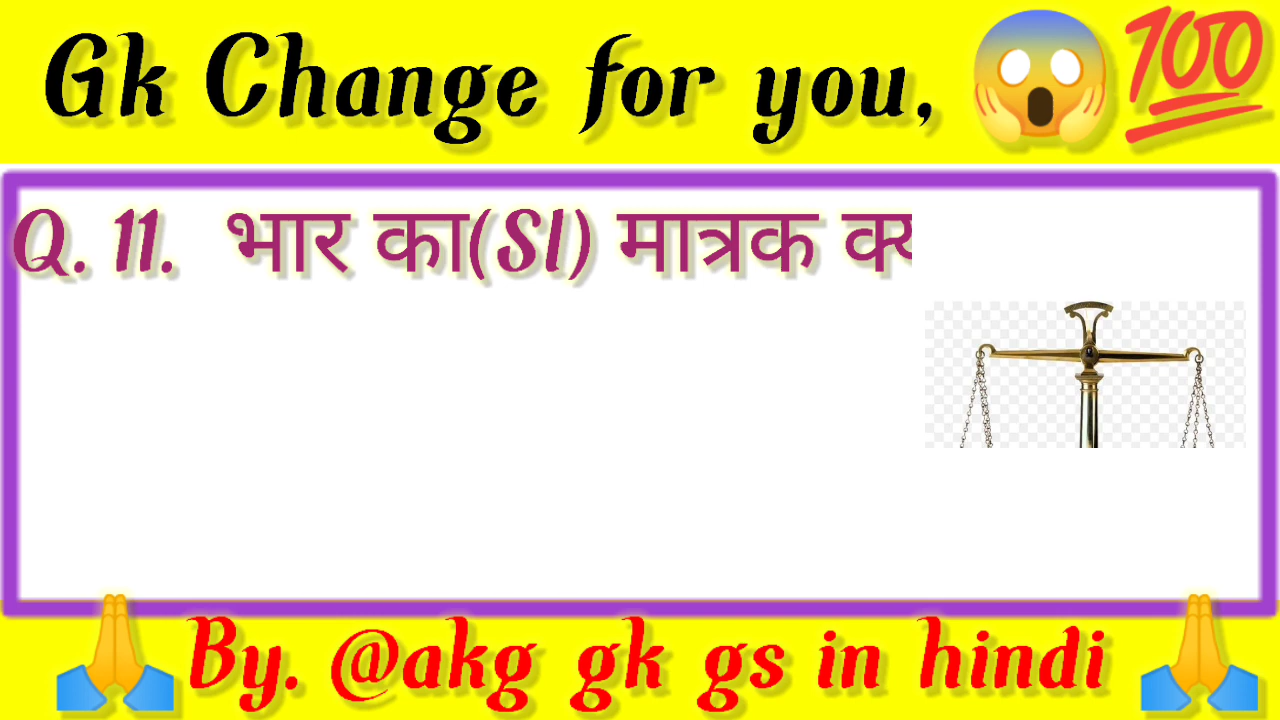 Gk Change for you, 😱💯
Q. 11. भार का(SI) मात्रक
By. @akg gk gs in hindi